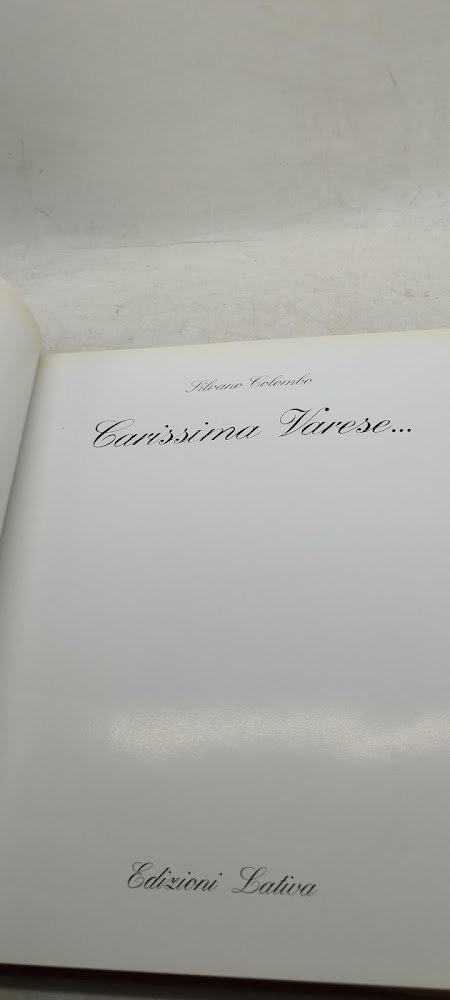 Silvano Colombo
Carissima Varese...
Edizioni Lativa